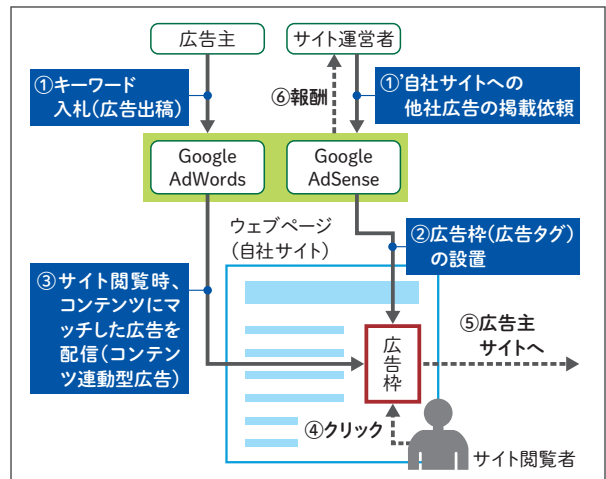 広告主
サイト運営者
①キーワード
入札(広告出稿)
⑥報酬
①'自社サイトへの
他社広告の掲載依頼
Google
AdWords
Google
AdSense
ウェブページ
(自社サイト)
②広告枠(広告タグ)
の設置
③サイト閲覧時、
コンテンツにマ
ッチした広告を
配信(コンテン
ツ連動型広告)
広告枠
⑤広告主
サイトへ
④クリック
サイト閲覧者